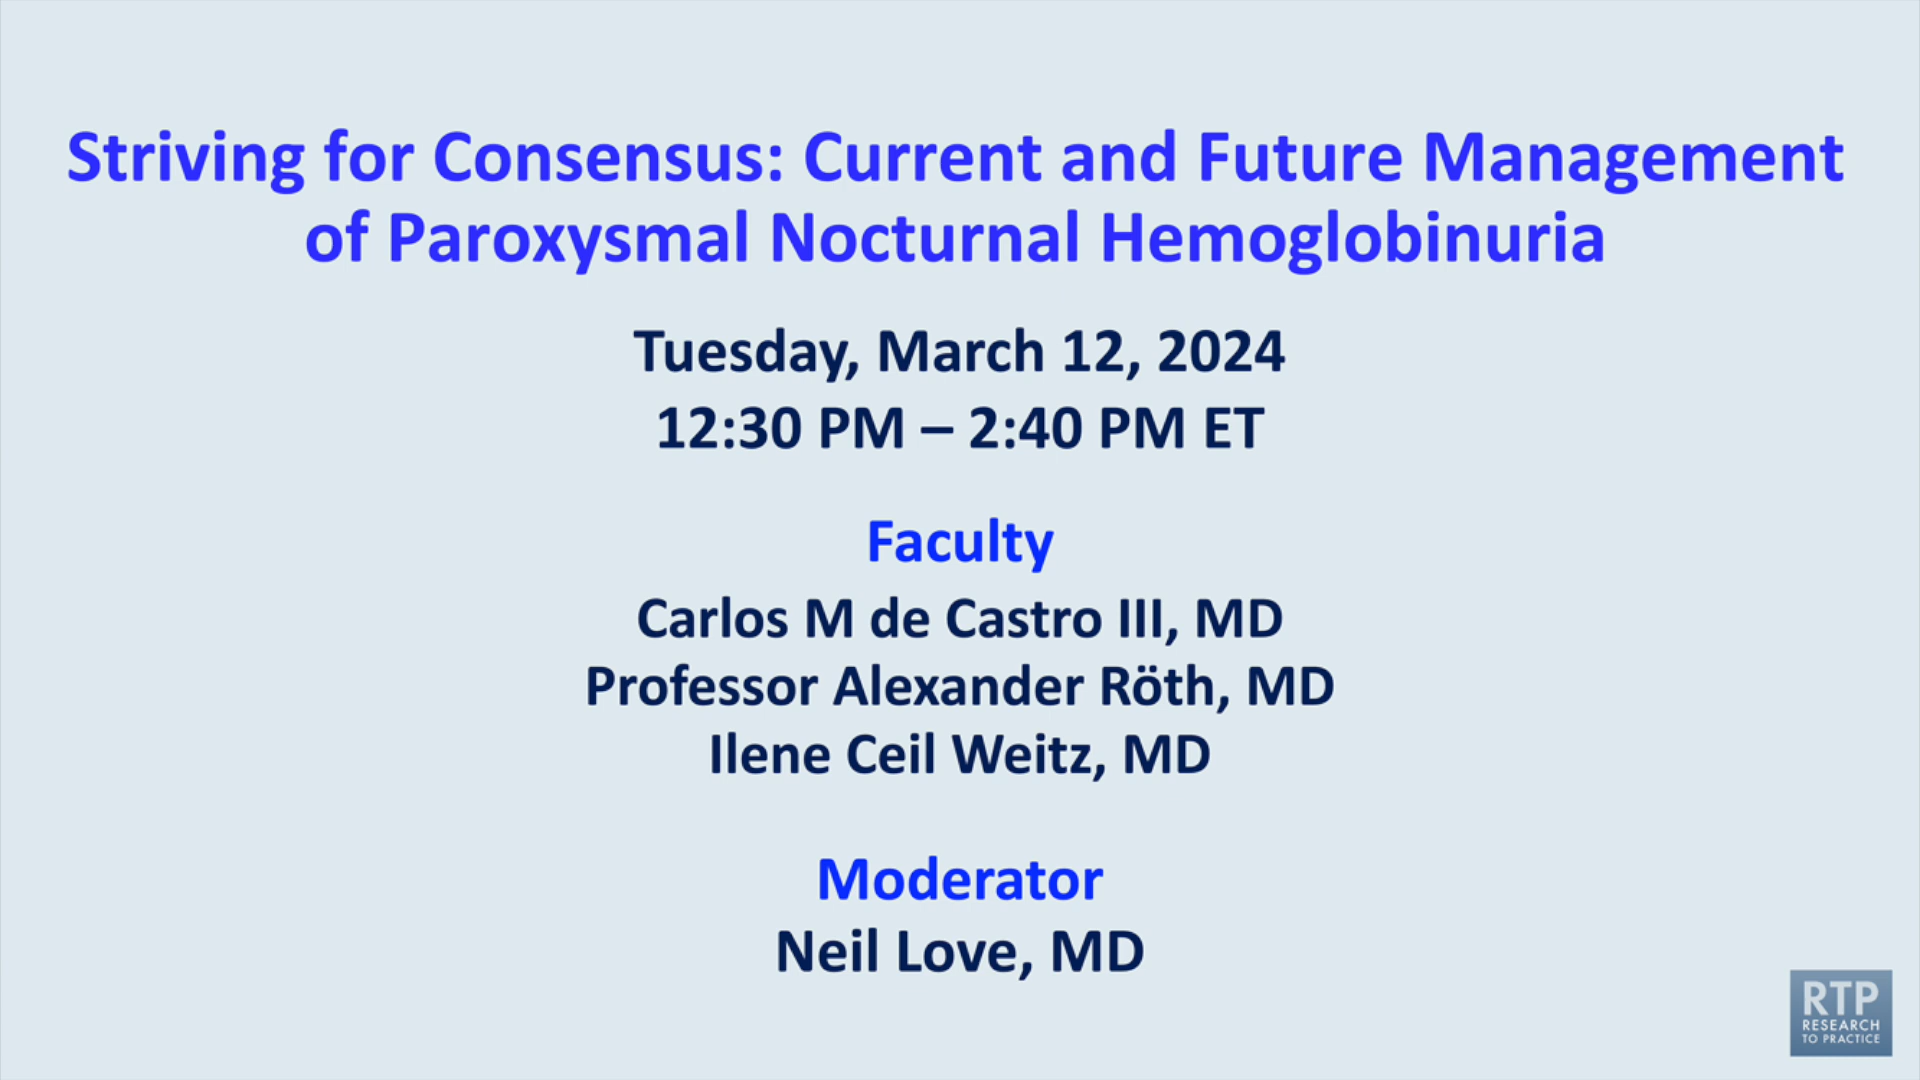 Striving for Consensus: Current and Future Management
of Paroxysmal Nocturnal Hemoglobinuria
Tuesday, March 12, 2024
12:30 PM – 2:40 PM ET
Faculty
Carlos M de Castro III, MD
Professor Alexander Röth, MD
Ilene Ceil Weitz, MD
Moderator
Neil Love, MD
RTP
RESEARCH
TO PRACTICE